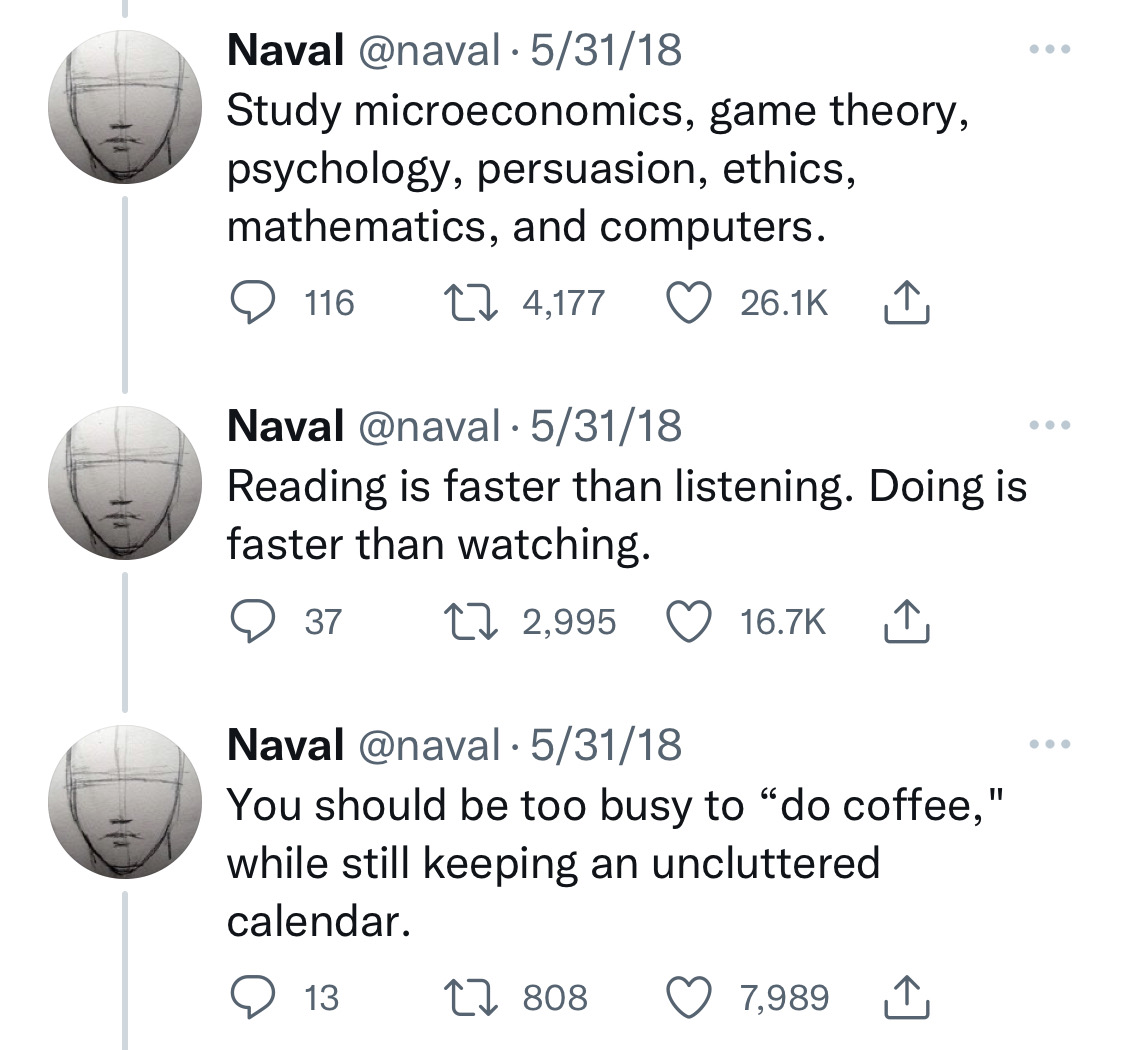 Naval @naval · 5/31/18
Study microeconomics, game theory,
psychology, persuasion, ethics,
mathematics, and computers.
116 4,177 26.1K
Naval @naval · 5/31/18
Reading is faster than listening. Doing is
faster than watching.
37 2,995 16.7K
Naval @naval · 5/31/18
You should be too busy to “do coffee,"
while still keeping an uncluttered
calendar.
13 808 7,989